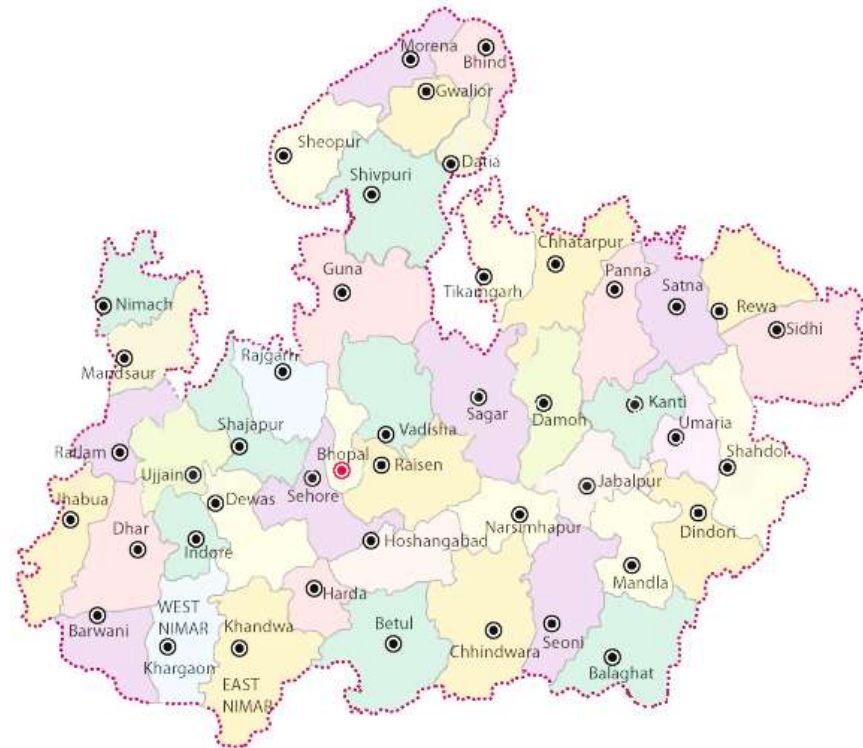 Morena
Bhind
Gwalior
Sheopur
Datia
Shivpuri
Chhatarpur
Guna
Tikamgarh
Panna
Satna
Nimach
Rewa
Sidhi
Mandsaur
Rajgarh
Sagar
Damoh
Kanti
Shajapur
Vadisha
Umaria
Ratlam
Bhopal
Raisen
Shahdol
Ujjain
Sehore
Jabalpur
Jhabua
Dewas
Dhar
Narsimhapur
Dindori
Indore
Hoshangabad
Mandla
Harda
WEST
NIMAR
Barwani
Khandwa
Betul
Seoni
Chhindwara
Khargaon
Balaghat
EAST
NIMAR